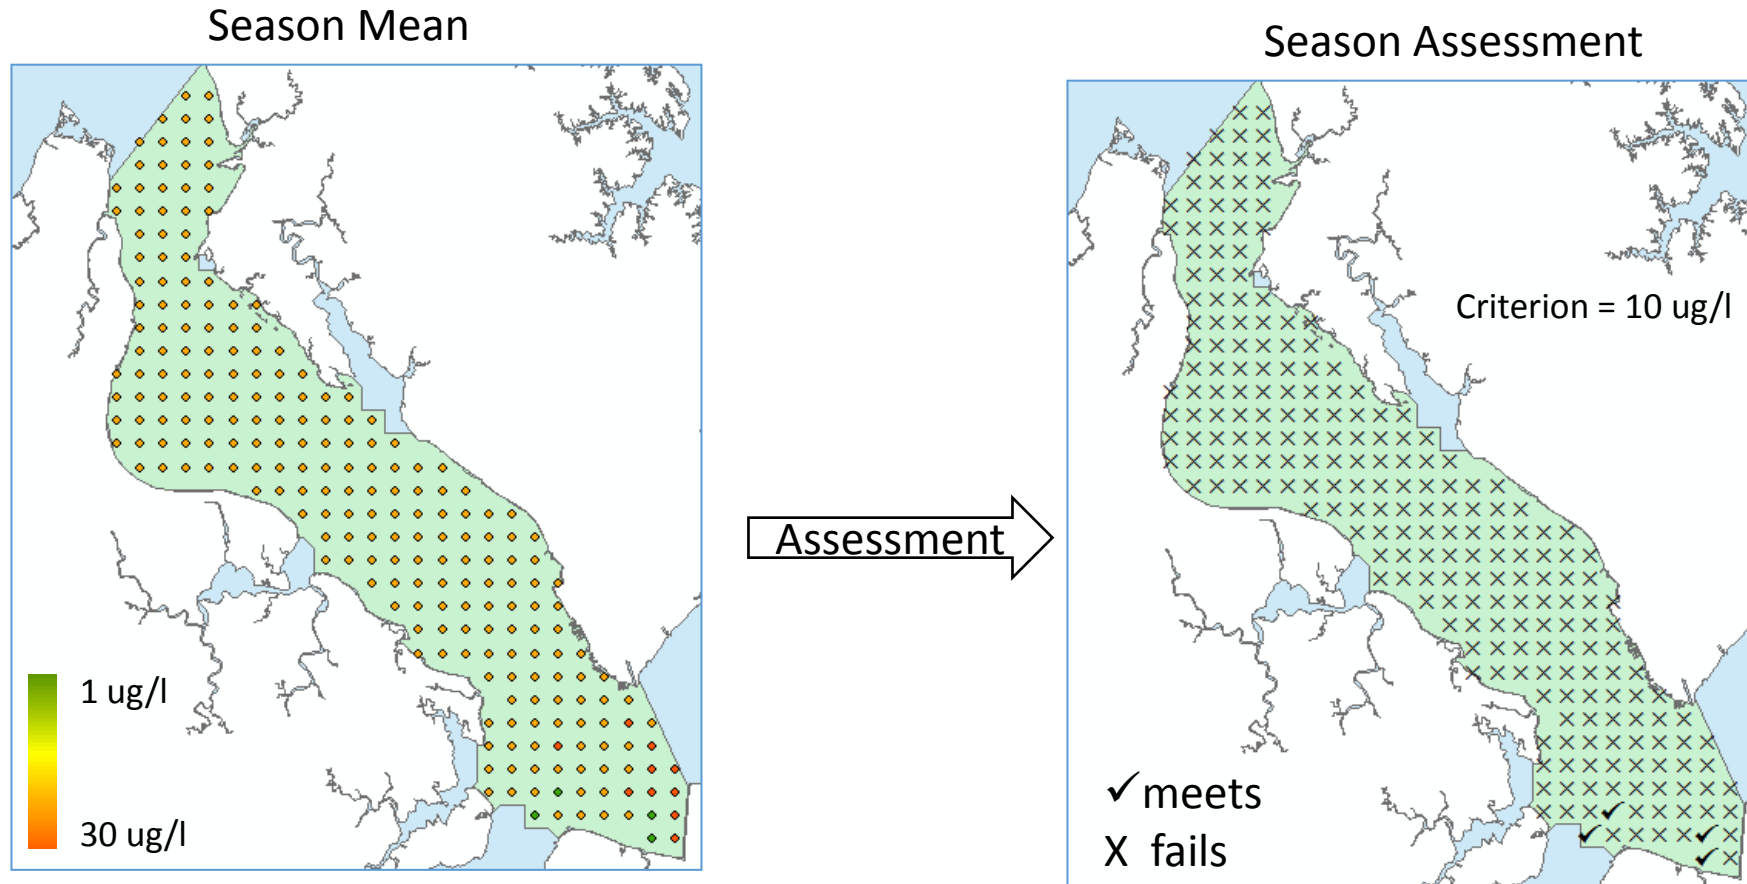 Season Mean
Season Assessment
Criterion = 10 ug/l
Assessment
1 ug/l
30 ug/l
✓meets
X fails